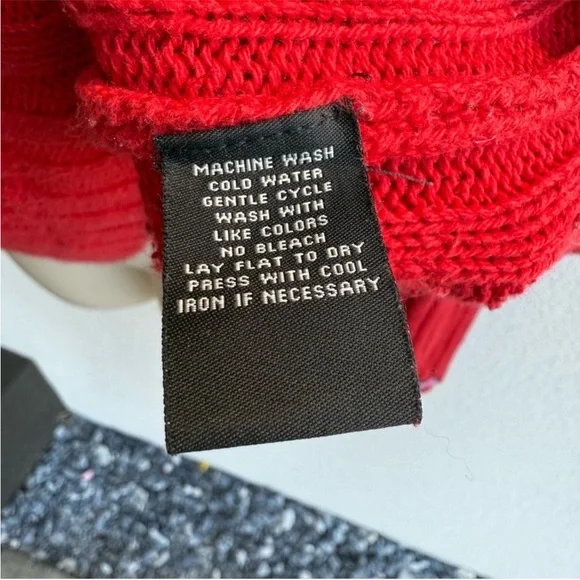 MACHINE WASH
COLD WATER
GENTLE CYCLE
WASH WITH
LIKE COLORS
NO BLEACH
LAY FLAT TO DRY
PRESS WITH COOL
IRON IF NECESSARY